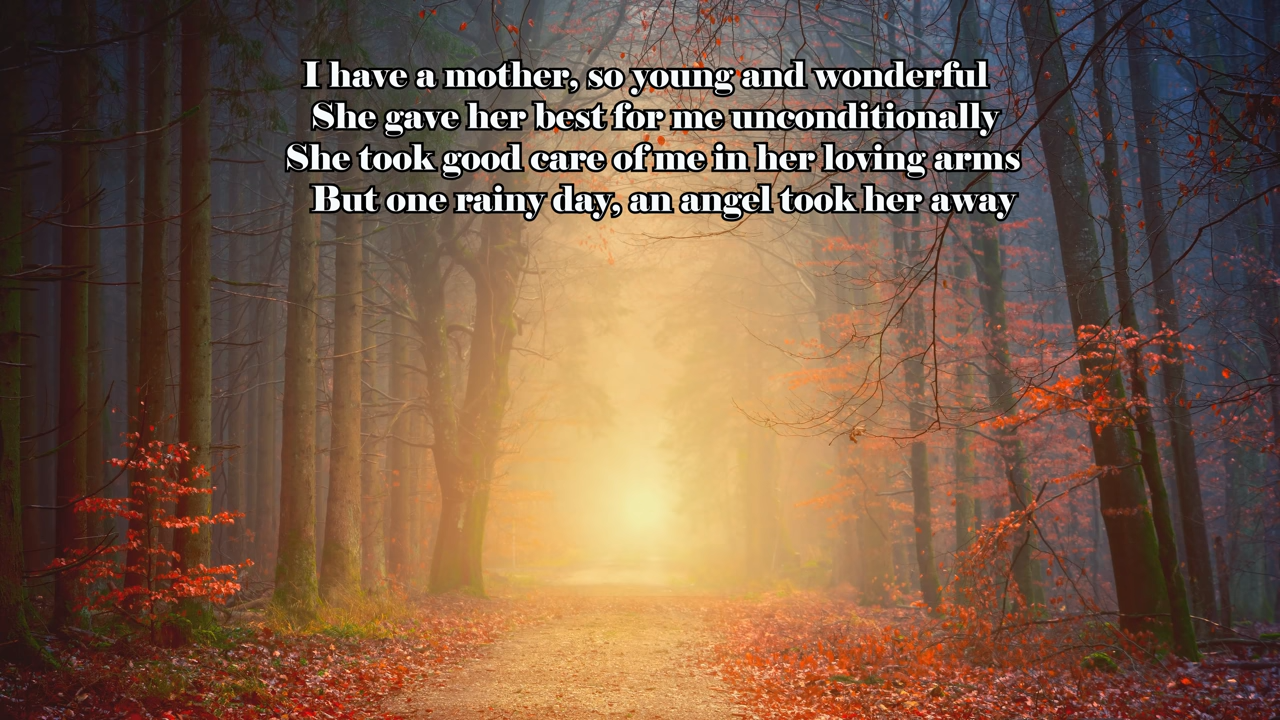 I have a mother, so young and wonderful
She gave her best for me unconditionally
She took good care of me in her loving arms
But one rainy day, an angel took her away